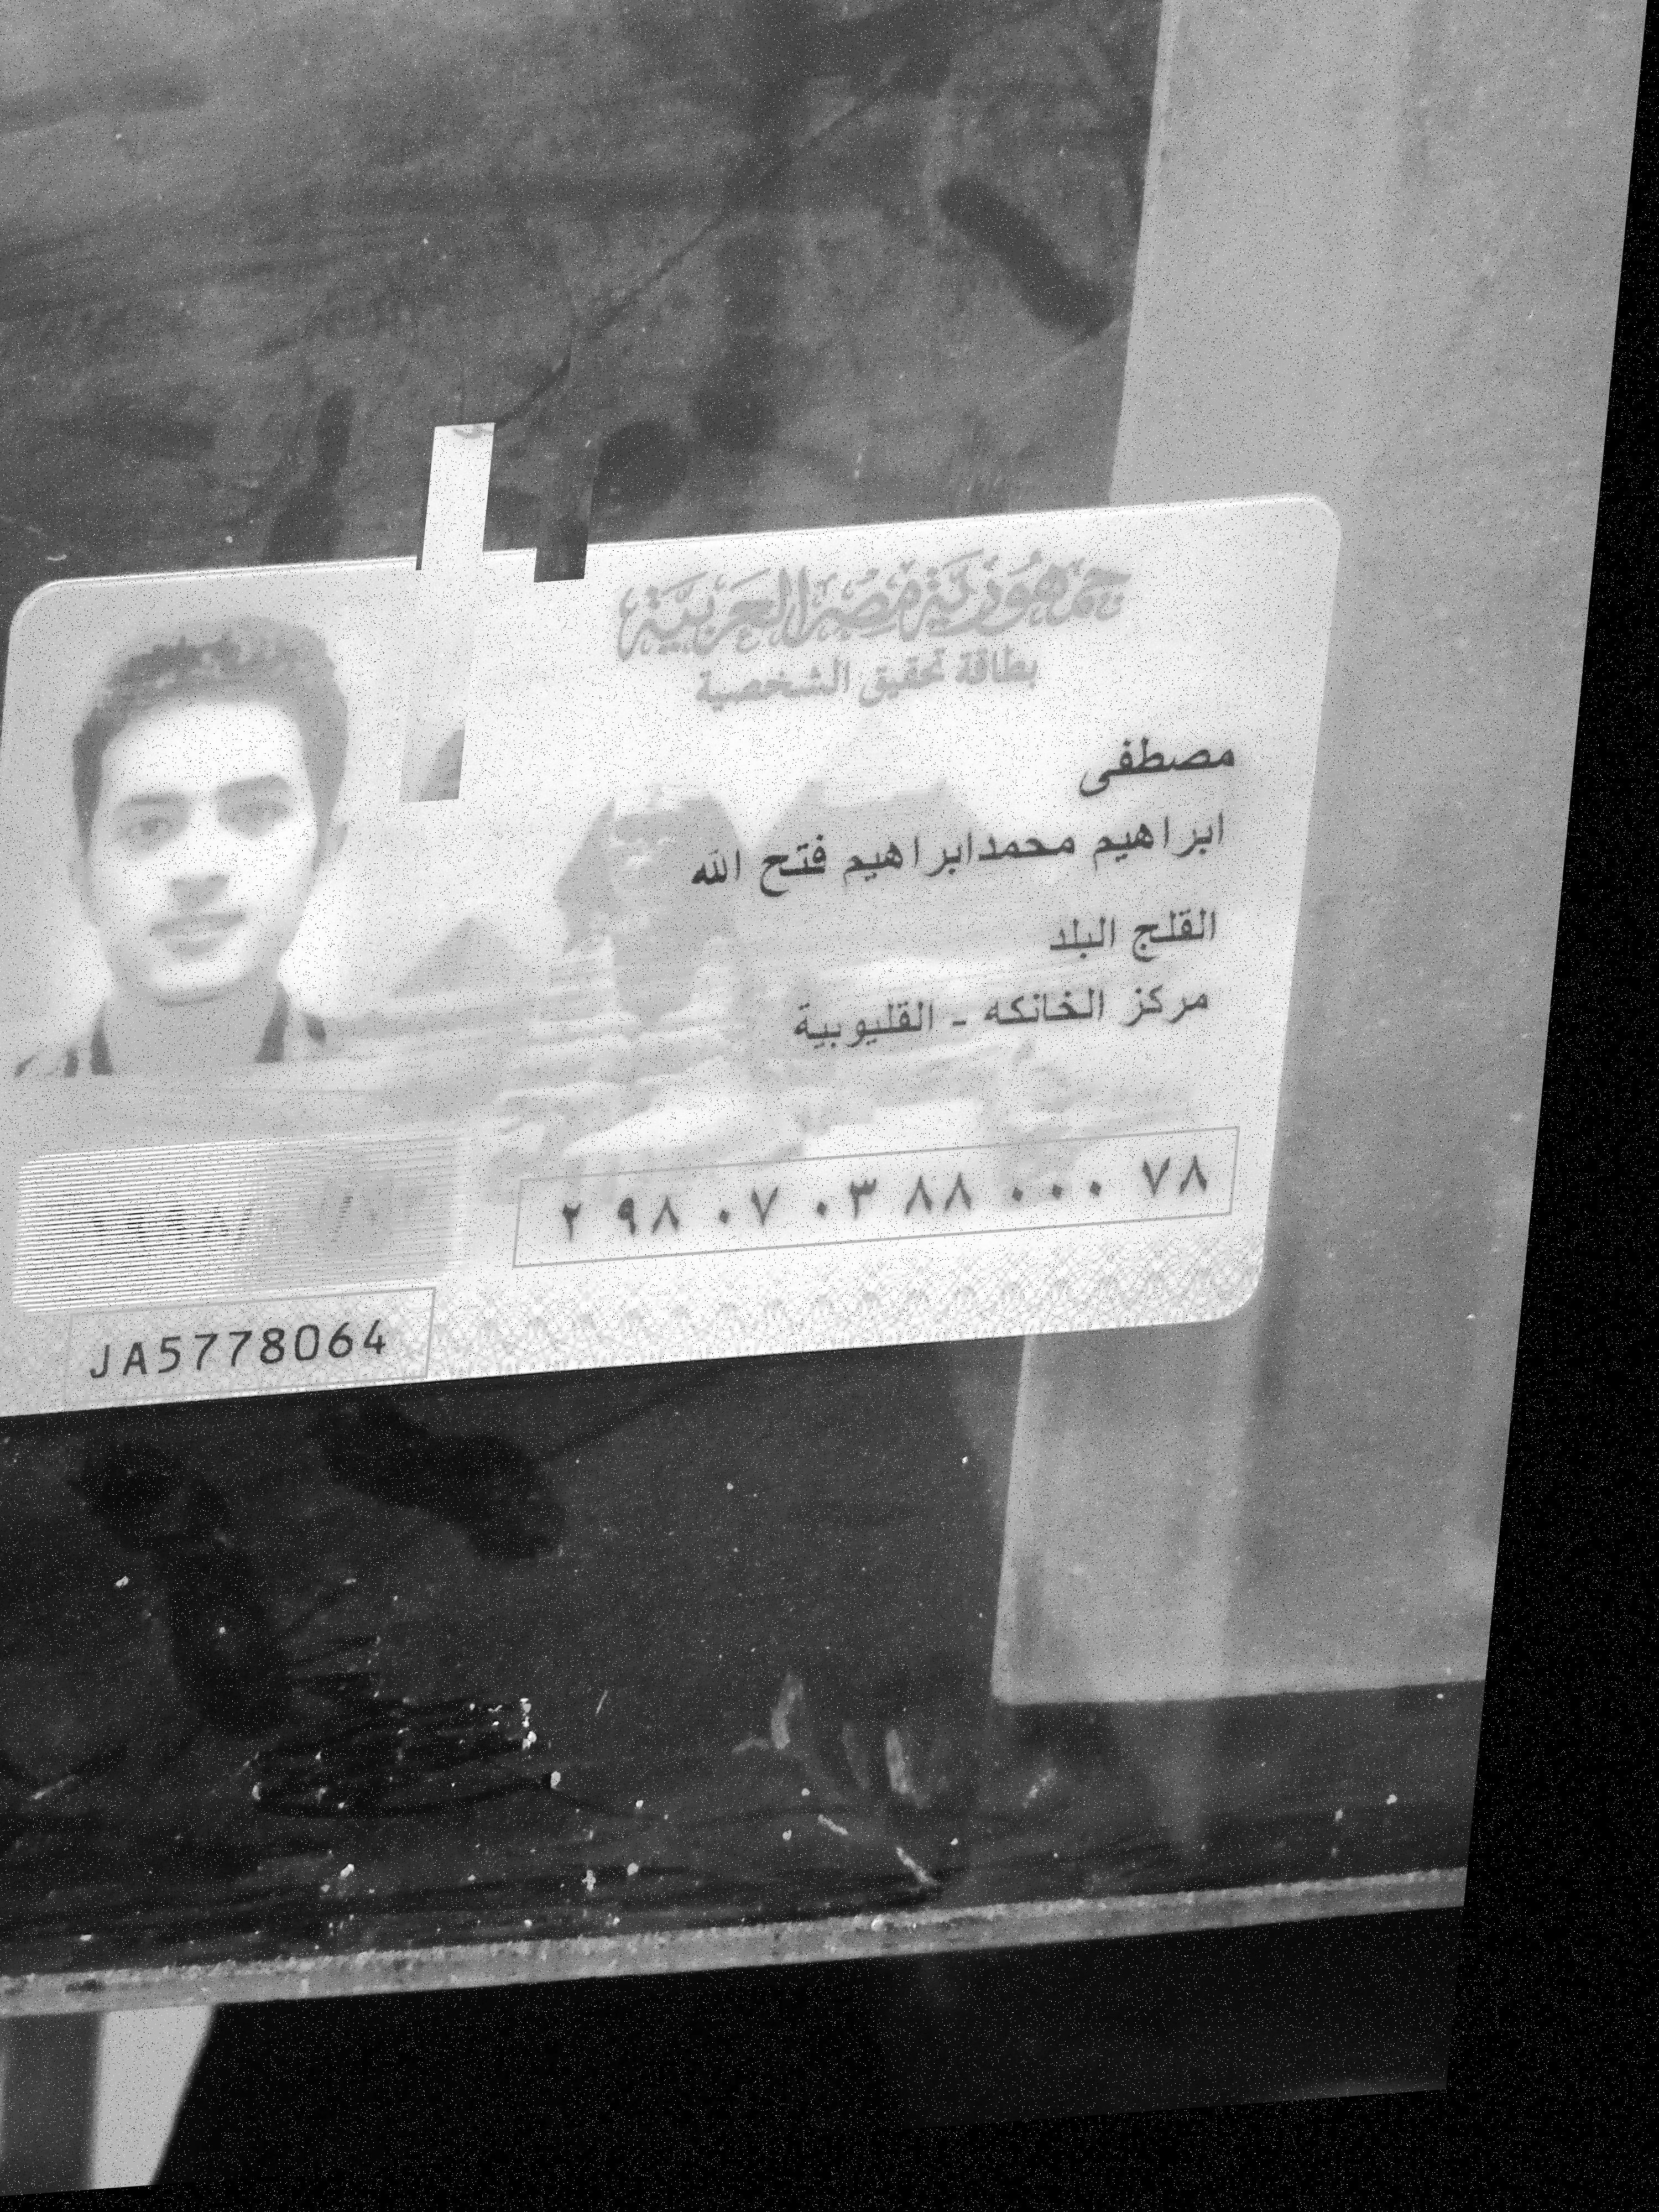 جمهورية مصر العربية
بطاقة تحقيق الشخصية
مصطفى
ابراهيم محمدابراهيم فتح الله
القلج البلد
مركز الخانكه - القليوبية
٢ ٩٨ ٠٧ ٠٣ ٨٨ ٠٠٠ ٧٨
JA5778064